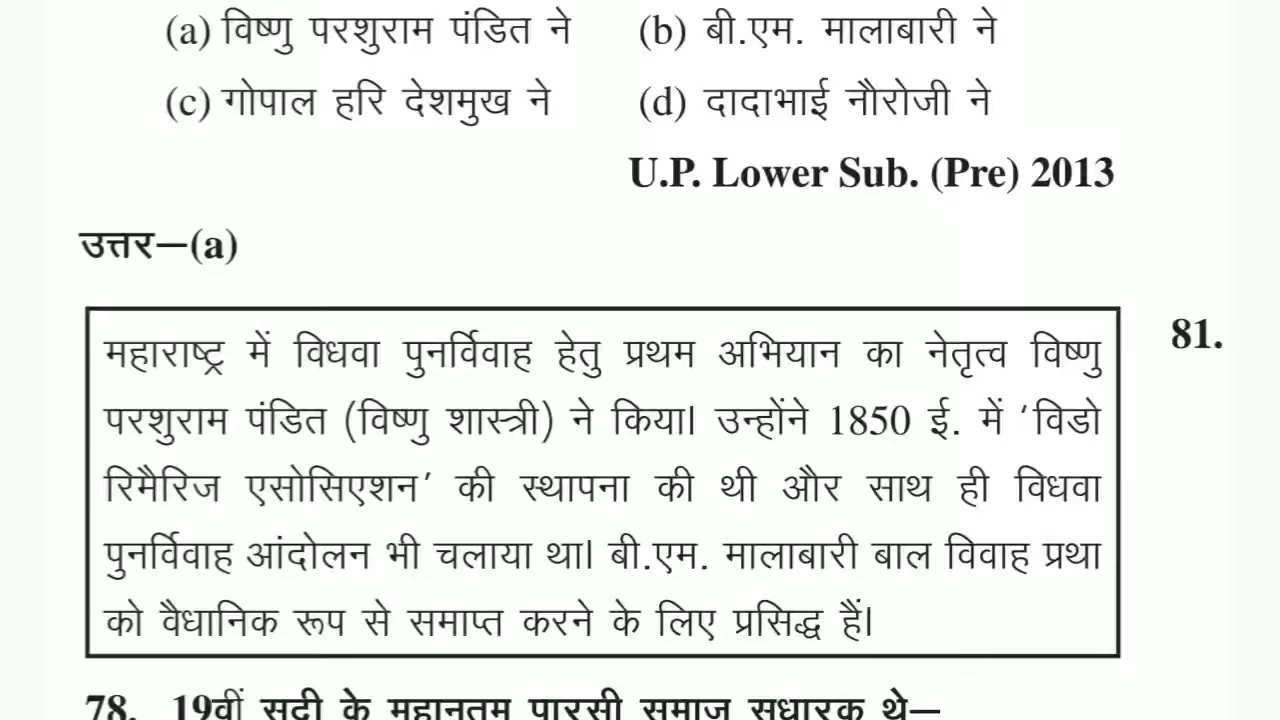 (a) विष्णु परशुराम पंडित ने (b) बी.एम. मालाबारी ने
(c) गोपाल हरि देशमुख ने (d) दादाभाई नौरोजी ने
U.P. Lower Sub. (Pre) 2013
उत्तर—(a)
महाराष्ट्र में विधवा पुनर्विवाह हेतु प्रथम अभियान का नेतृत्व विष्णु
परशुराम पंडित (विष्णु शास्त्री) ने किया। उन्होंने 1850 ई. में ’विडो
रिमैरिज एसोसिएशन’ की स्थापना की थी और साथ ही विधवा
पुनर्विवाह आंदोलन भी चलाया था। बी.एम. मालाबारी बाल विवाह प्रथा
को वैधानिक रूप से समाप्त करने के लिए प्रसिद्ध हैं।
78. 19वीं सदी के महानतम पारसी समाज सुधारक थे—
81.